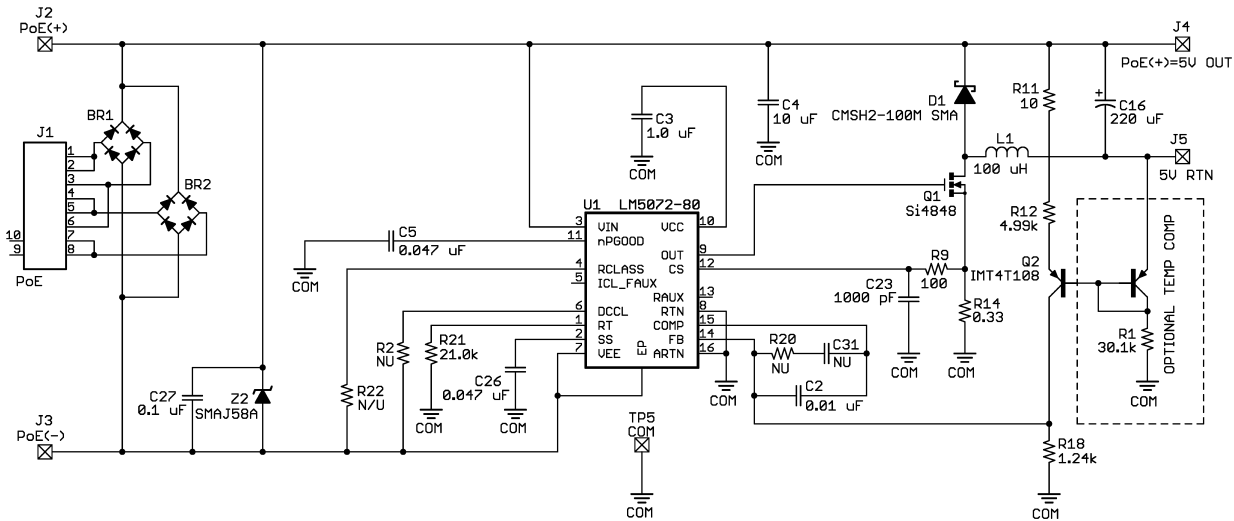 J2
PoE(+)
J4
PoE(+)=5V OUT
BR1
J1
1
2
3
4
5
6
7
8
10
9
PoE
BR2
C3
1.0 uF
COM
C4
10 uF
COM
D1
CMSH2-100M SMA
R11
10
+
C16
220 uF
L1
100 uH
J5
5V RTN
Q1
Si4848
U1 LM5072-80
3 VIN
11 nPGOOD
4 RCLASS
5 ICL_FAUX
6 DCCL
1 RT
2 SS
7 VEE
EP
VCC 10
OUT 9
CS 12
RAUX 13
RTN 8
COMP 15
FB 14
ARTN 16
C5
0.047 uF
COM
R12
4.99k
Q2
IMT4T108
R9
100
C23
1000 pF
COM
R14
0.33
COM
R1
30.1k
COM
OPTIONAL TEMP COMP
R2
NU
R21
21.0k
COM
R22
N/U
C26
0.047 uF
COM
R20
NU
C31
NU
C2
0.01 uF
COM
C27
0.1 uF
Z2
SMAJ58A
TP5
COM
COM
R18
1.24k
COM
J3
PoE(-)